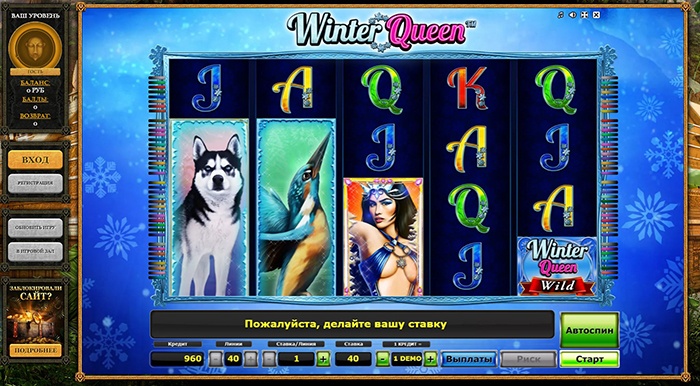 ВАШ УРОВЕНЬ
ГОСТЬ
БАЛАНС:
0 РУБ
БАЛЛЫ:
0
ВОЗВРАТ:
0
ВХОД
РЕГИСТРАЦИЯ
ОБНОВИТЬ ИГРУ
В ИГРОВОЙ ЗАЛ
ЗАБЛОКИРОВАЛИ
САЙТ?
ПОДРОБНЕЕ
Winter Queen™
J A Q K Q
J A J
Q A
J
Winter
Queen
Wild
Пожалуйста, делайте вашу ставку
Кредит Линии Ставка/Линия Ставка 1 КРЕДИТ =
960 - 40 - - 1 + 40 - 1 DEMO +
Выплаты
Риск
Автоспин
Старт